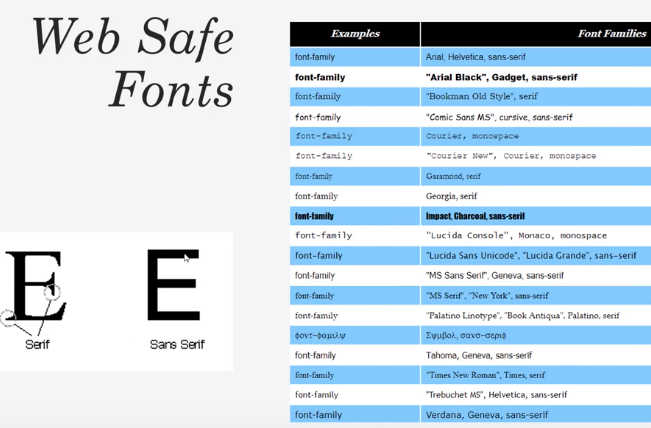 Web Safe
Fonts
Examples Font Families
font-family Arial, Helvetica, sans-serif
font-family "Arial Black", Gadget, sans-serif
font-family "Bookman Old Style", serif
font-family "Comic Sans MS", cursive, sans-serif
font-family Courier, monospace
font-family "Courier New", Courier, monospace
font-family Garamond, serif
font-family Georgia, serif
font-family Impact, Charcoal, sans-serif
font-family "Lucida Console", Monaco, monospace
font-family "Lucida Sans Unicode", "Lucida Grande", sans-serif
font-family "MS Sans Serif", Geneva, sans-serif
font-family "MS Serif", "New York", sans-serif
font-family "Palatino Linotype", "Book Antiqua", Palatino, serif
φοντ-φαμιλψ Σψμβολ, σανσ-σεριφ
font-family Tahoma, Geneva, sans-serif
font-family "Times New Roman", Times, serif
font-family "Trebuchet MS", Helvetica, sans-serif
font-family Verdana, Geneva, sans-serif
E E
Serif Sans Serif